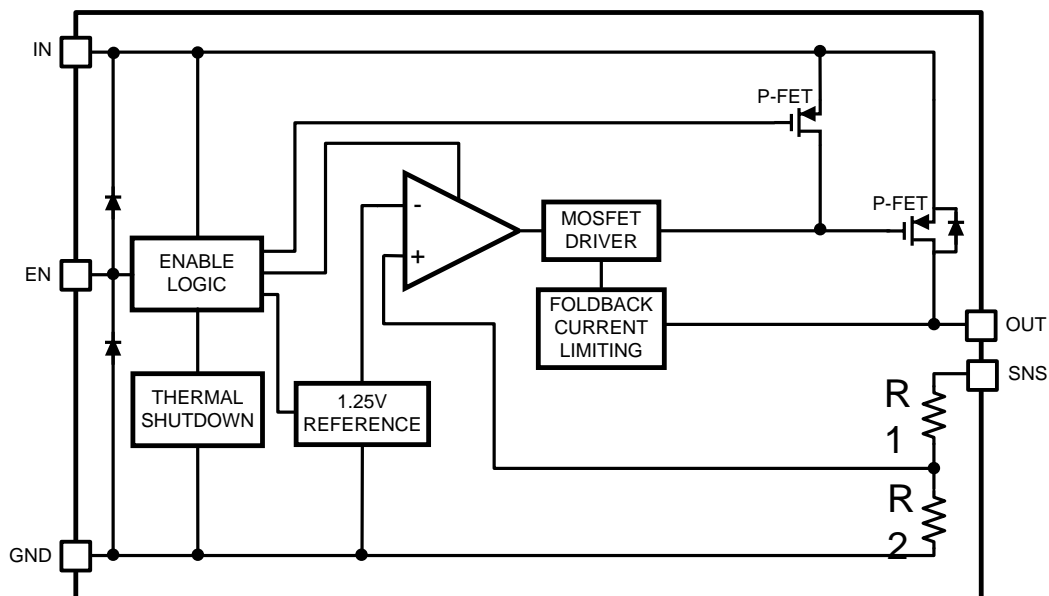 IN
P-FET
P-FET
-
+
MOSFET
DRIVER
EN
ENABLE
LOGIC
FOLDBACK
CURRENT
LIMITING
OUT
SNS
THERMAL
SHUTDOWN
1.25V
REFERENCE
R
1
R
2
GND